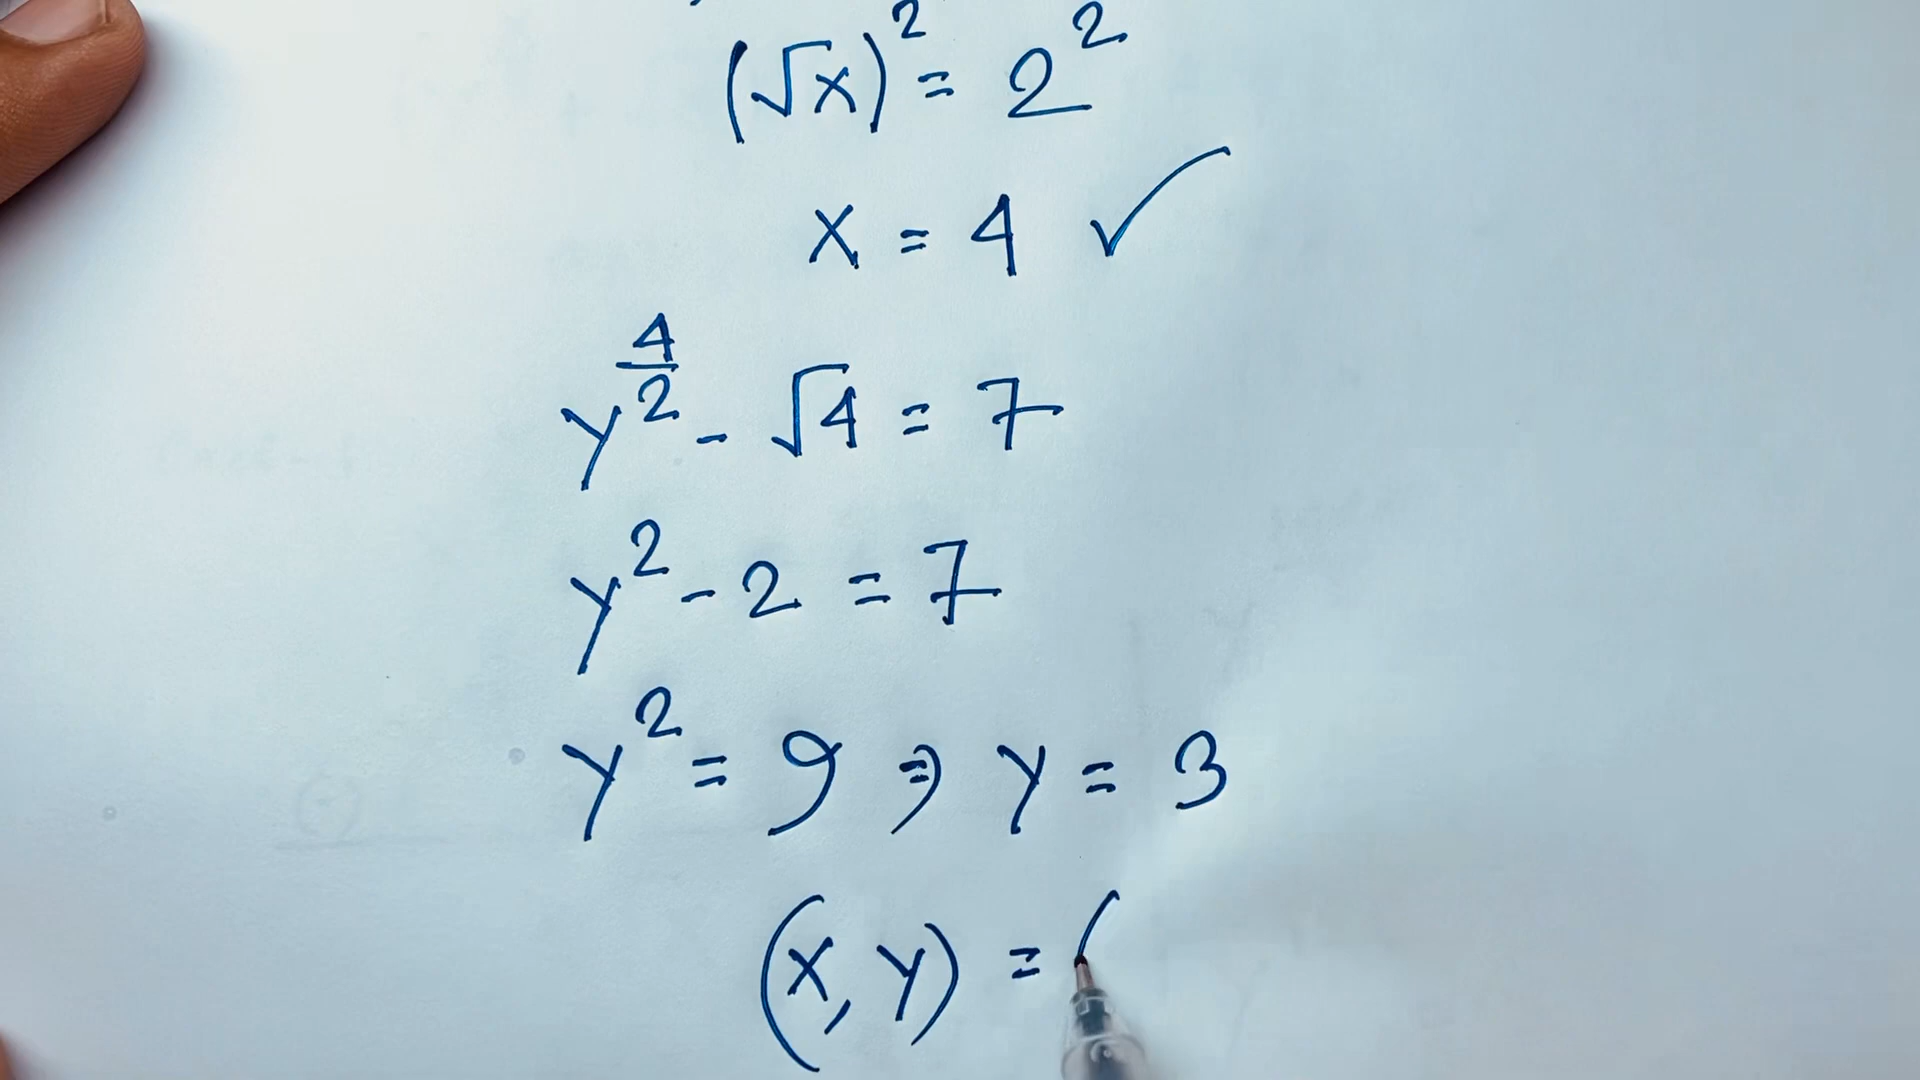 (√x)² = 2²
x = 4 ✓
y^(4/2) - √4 = 7
y² - 2 = 7
y² = 9 ⇒ y = 3
(x, y) = (